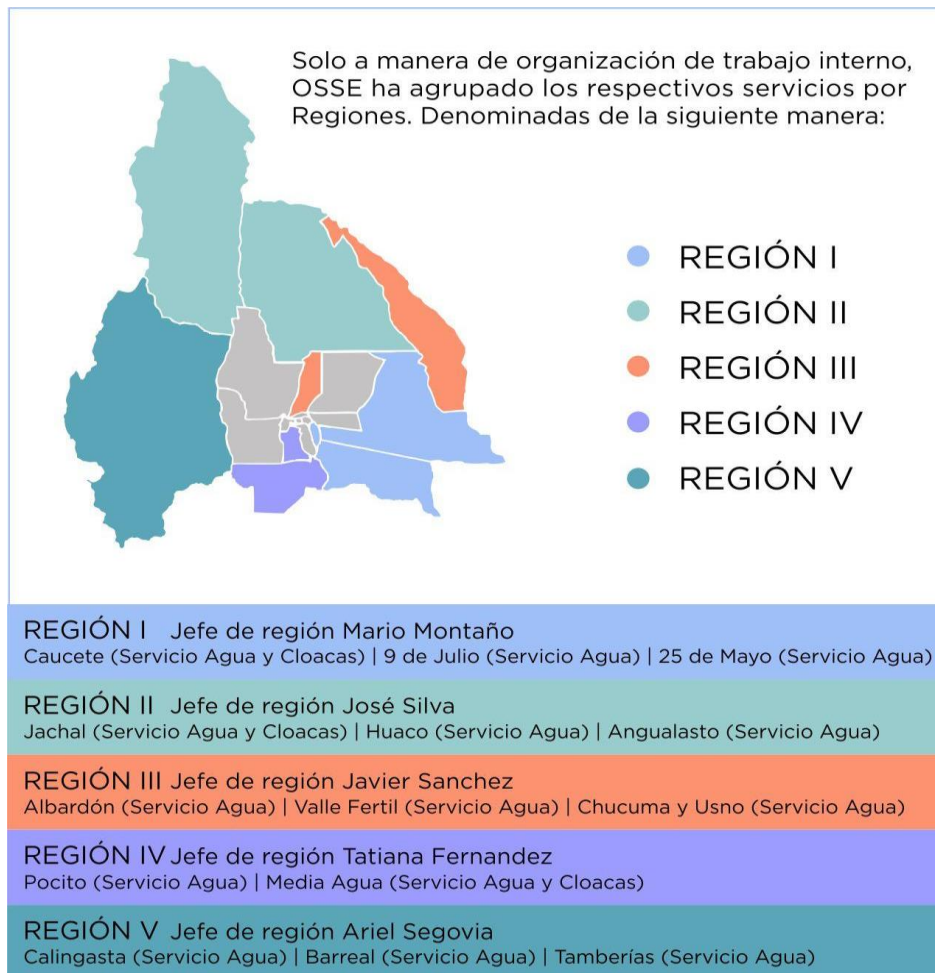 Solo a manera de organización de trabajo interno,
OSSE ha agrupado los respectivos servicios por
Regiones. Denominadas de la siguiente manera:
REGIÓN I
REGIÓN II
REGIÓN III
REGIÓN IV
REGIÓN V
REGIÓN I Jefe de región Mario Montaño
Caucete (Servicio Agua y Cloacas) | 9 de Julio (Servicio Agua) | 25 de Mayo (Servicio Agua)
REGIÓN II Jefe de región José Silva
Jachal (Servicio Agua y Cloacas) | Huaco (Servicio Agua) | Angualasto (Servicio Agua)
REGIÓN III Jefe de región Javier Sanchez
Albardón (Servicio Agua) | Valle Fertil (Servicio Agua) | Chucuma y Usno (Servicio Agua)
REGIÓN IV Jefe de región Tatiana Fernandez
Pocito (Servicio Agua) | Media Agua (Servicio Agua y Cloacas)
REGIÓN V Jefe de región Ariel Segovia
Calingasta (Servicio Agua) | Barreal (Servicio Agua) | Tamberías (Servicio Agua)